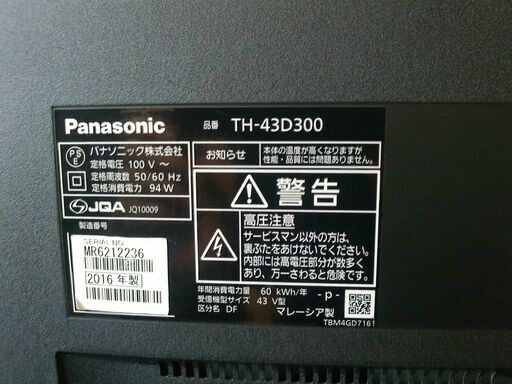 Panasonic
品番 TH-43D300
PS
E
パナソニック株式会社
定格電圧 100 V ～
定格周波数 50/60 Hz
定格消費電力 94 W
お知らせ
本体の温度が高くなりますが
性能・品質には問題ありません。
JQA JQ10009
製造番号
SERIAL NO.
MR6212236
2016 年製
警告
高圧注意
サービスマン以外の方は、
裏ぶたをあけないでください。
内部には高電圧部分が数多く
あり、万一さわると危険です。
年間消費電力量 60 kWh/年
受信機型サイズ 43 V型
区分名 DF
- p -
マレーシア製
TBM4GD7161